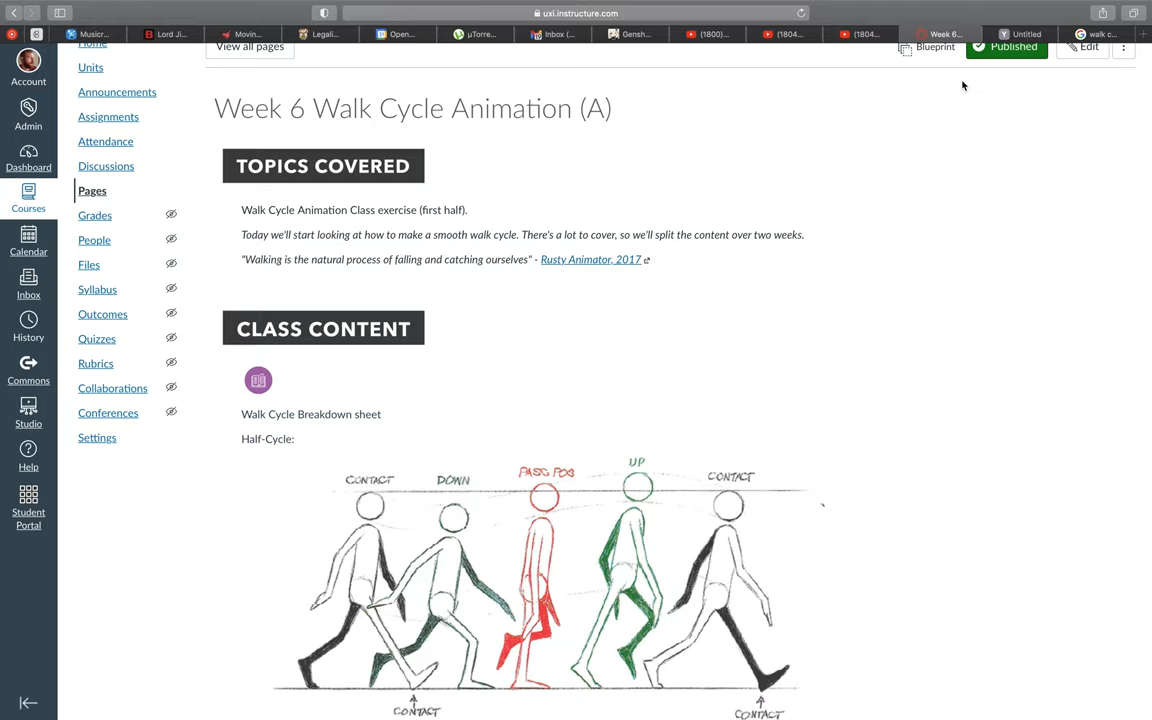 uxi.instructure.com
Musicr...
Lord Ji...
Movin...
Legali...
Open...
µTorre...
Inbox (...
Gensh...
(1800)...
(1804...
(1804...
Week 6...
Untitled
walk c...
Account
Admin
Dashboard
Courses
Calendar
Inbox
History
Commons
Studio
Help
Student
Portal
Home
Units
Announcements
Assignments
Attendance
Discussions
Pages
Grades
People
Files
Syllabus
Outcomes
Quizzes
Rubrics
Collaborations
Conferences
Settings
View all pages
Blueprint
Published
Edit
Week 6 Walk Cycle Animation (A)
TOPICS COVERED
Walk Cycle Animation Class exercise (first half).
Today we'll start looking at how to make a smooth walk cycle. There's a lot to cover, so we'll split the content over two weeks.
"Walking is the natural process of falling and catching ourselves" - Rusty Animator, 2017
CLASS CONTENT
Walk Cycle Breakdown sheet
Half-Cycle:
CONTACT
DOWN
PASS POS
UP
CONTACT
CONTACT
CONTACT